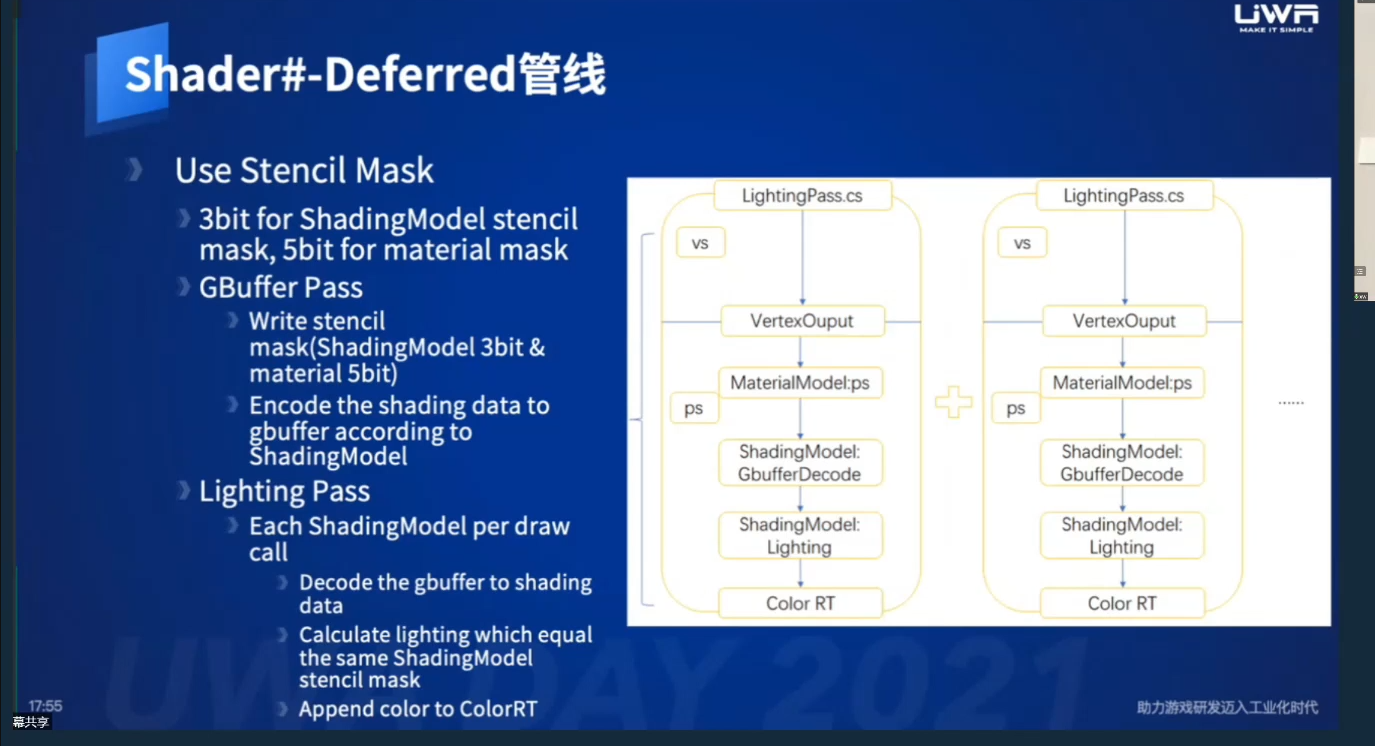 UWA
MAKE IT SIMPLE
Shader#-Deferred管线
Use Stencil Mask
3bit for ShadingModel stencil
mask, 5bit for material mask
GBuffer Pass
Write stencil
mask(ShadingModel 3bit &
material 5bit)
Encode the shading data to
gbuffer according to
ShadingModel
Lighting Pass
Each ShadingModel per draw
call
Decode the gbuffer to shading
data
Calculate lighting which equal
the same ShadingModel
stencil mask
Append color to ColorRT
LightingPass.cs
vs
VertexOuput
MaterialModel:ps
ps
ShadingModel:
GbufferDecode
ShadingModel:
Lighting
Color RT
LightingPass.cs
vs
VertexOuput
MaterialModel:ps
ps
ShadingModel:
GbufferDecode
ShadingModel:
Lighting
Color RT
......
UWA DAY 2021
17:55
幕共享
助力游戏研发迈入工业化时代